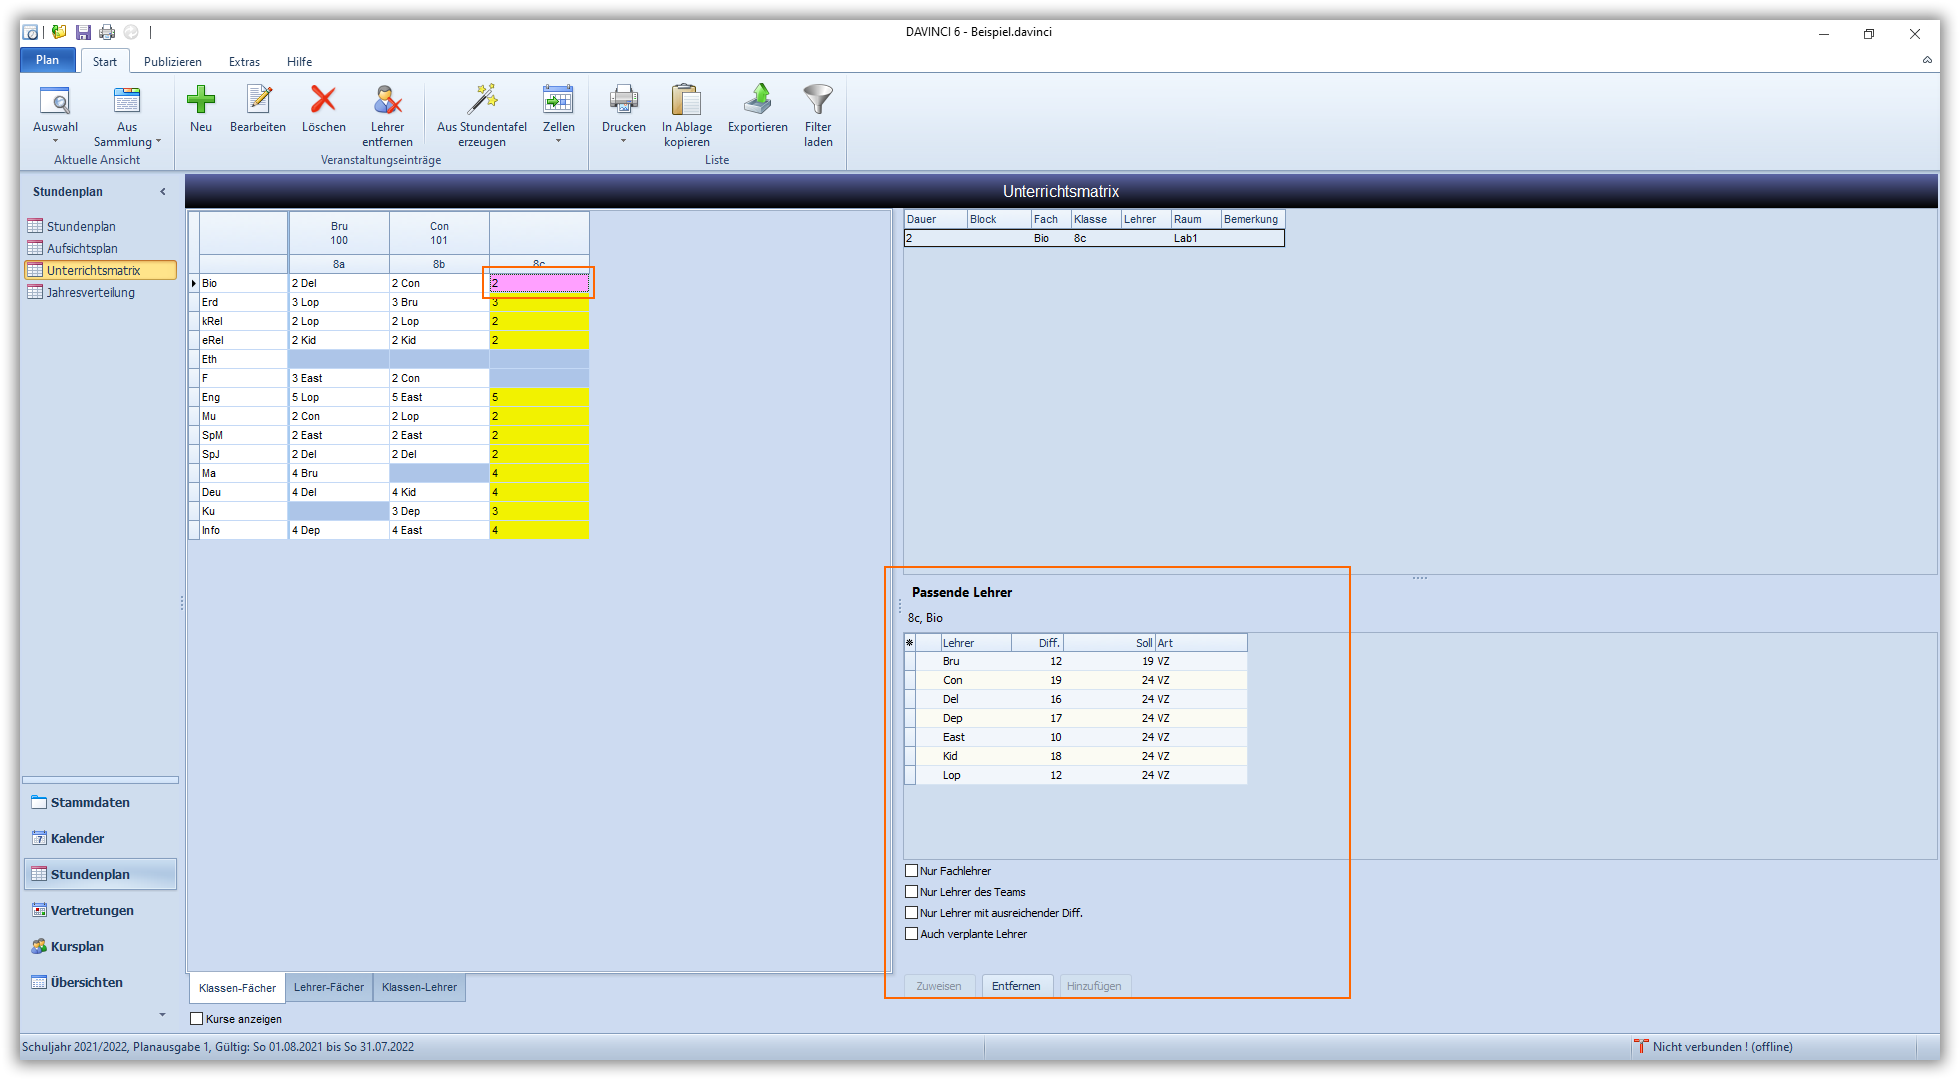 DAVINCI 6 - Beispiel.davinci
Plan
Start
Publizieren
Extras
Hilfe
Auswahl
Aus Sammlung
Aktuelle Ansicht
Neu
Bearbeiten
Löschen
Lehrer entfernen
Aus Stundentafel erzeugen
Zellen
Veranstaltungseinträge
Drucken
In Ablage kopieren
Exportieren
Filter laden
Liste
Stundenplan
Stundenplan
Aufsichtsplan
Unterrichtsmatrix
Jahresverteilung
Stammdaten
Kalender
Stundenplan
Vertretungen
Kursplan
Übersichten
Unterrichtsmatrix
Bru Con
100 101
8a 8b 8c
Bio 2 Del 2 Con 2
Erd 3 Lop 3 Bru 3
kRel 2 Lop 2 Lop 2
eRel 2 Kid 2 Kid 2
Eth
F 3 East 2 Con
Eng 5 Lop 5 East 5
Mu 2 Con 2 Lop 2
SpM 2 East 2 East 2
SpJ 2 Del 2 Del 2
Ma 4 Bru 4
Deu 4 Del 4 Kid 4
Ku 3 Dep 3
Info 4 Dep 4 East 4
Klassen-Fächer Lehrer-Fächer Klassen-Lehrer
Kurse anzeigen
Dauer Block Fach Klasse Lehrer Raum Bemerkung
2 Bio 8c Lab1
Passende Lehrer
8c, Bio
Lehrer Diff. Soll Art
Bru 12 19 VZ
Con 19 24 VZ
Del 16 24 VZ
Dep 17 24 VZ
East 10 24 VZ
Kid 18 24 VZ
Lop 12 24 VZ
Nur Fachlehrer
Nur Lehrer des Teams
Nur Lehrer mit ausreichender Diff.
Auch verplante Lehrer
Zuweisen Entfernen Hinzufügen
Schuljahr 2021/2022, Planausgabe 1, Gültig: So 01.08.2021 bis So 31.07.2022
Nicht verbunden ! (offline)